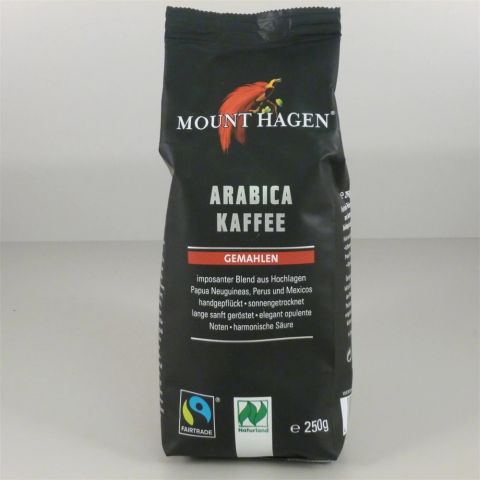 MOUNT HAGEN®
ARABICA
KAFFEE
GEMAHLEN
imposanter Blend aus Hochlagen
Papua Neuguineas, Perus und Mexicos
handgepflückt • sonnengetrocknet
lange sanft geröstet • elegant opulente
Noten • harmonische Säure
FAIRTRADE
Naturland
e 250g